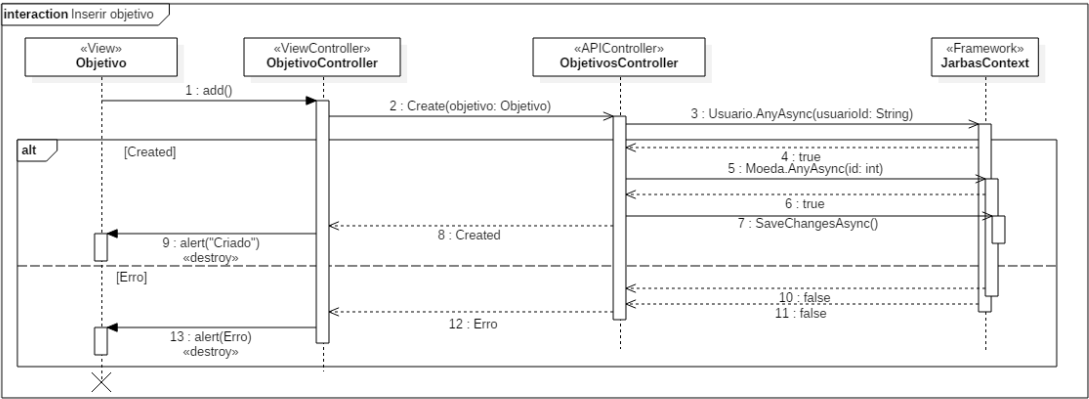 interaction Inserir objetivo
«View»
Objetivo
«ViewController»
ObjetivoController
«APIController»
ObjetivosController
«Framework»
JarbasContext
1 : add()
2 : Create(objetivo: Objetivo)
3 : Usuario.AnyAsync(usuarioId: String)
alt
[Created]
4 : true
5 : Moeda.AnyAsync(id: int)
6 : true
7 : SaveChangesAsync()
8 : Created
9 : alert("Criado")
«destroy»
[Erro]
10 : false
11 : false
12 : Erro
13 : alert(Erro)
«destroy»